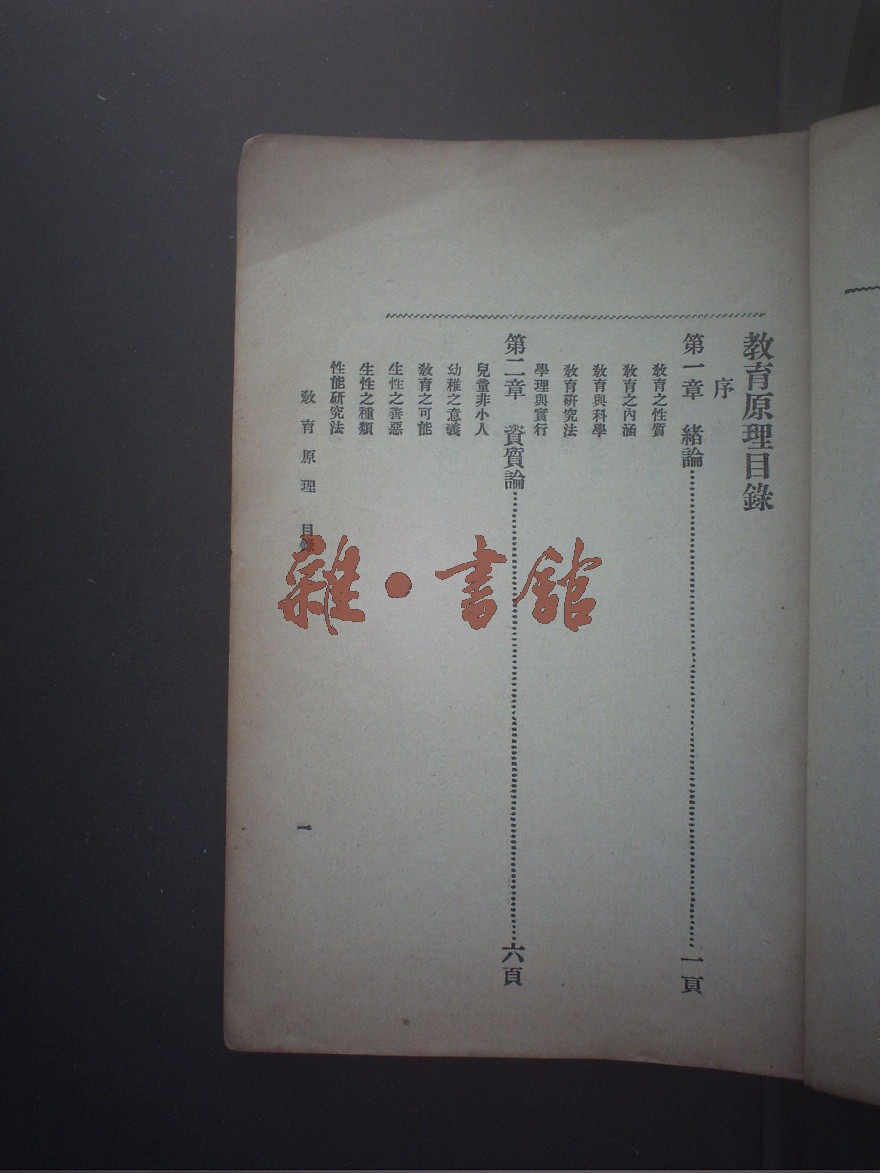 教育原理目錄
序
第一章 緒論……一頁
教育之性質
教育之內涵
教育與科學
教育研究法
學理與實行
第二章 資質論……六頁
兒童非小人
幼稚之意義
教育之可能
生性之善惡
生性之種類
性能研究法
教育原理 目錄
一
雜·書館